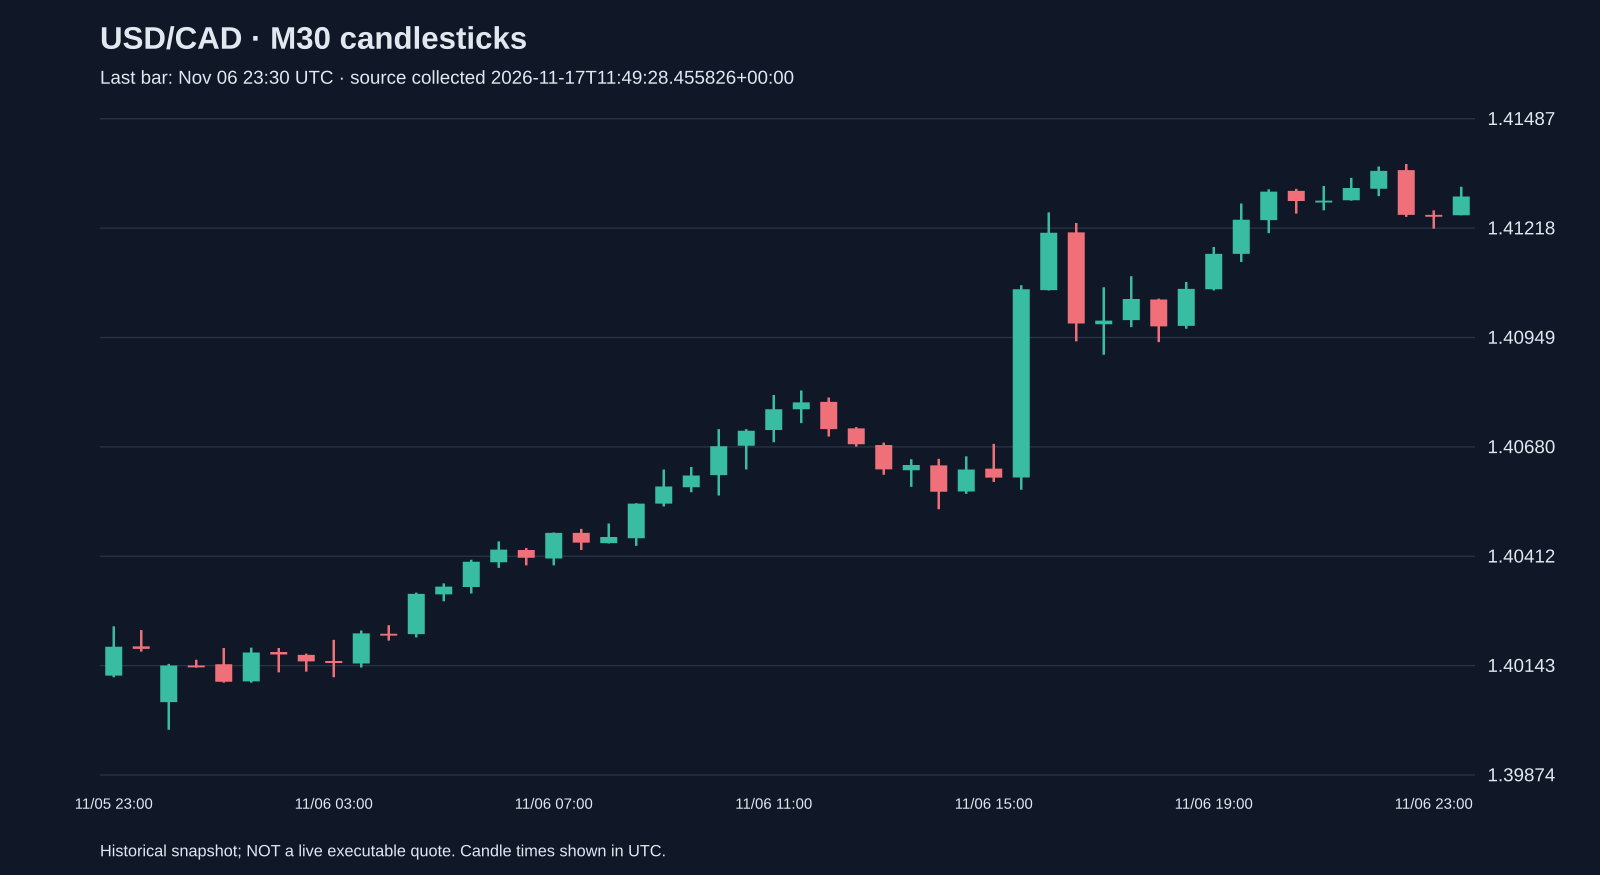 USD/CAD · M30 candlesticks
Last bar: Nov 06 23:30 UTC · source collected 2026-11-17T11:49:28.455826+00:00
1.41487
1.41218
1.40949
1.40680
1.40412
1.40143
1.39874
11/05 23:00 11/06 03:00 11/06 07:00 11/06 11:00 11/06 15:00 11/06 19:00 11/06 23:00
Historical snapshot; NOT a live executable quote. Candle times shown in UTC.